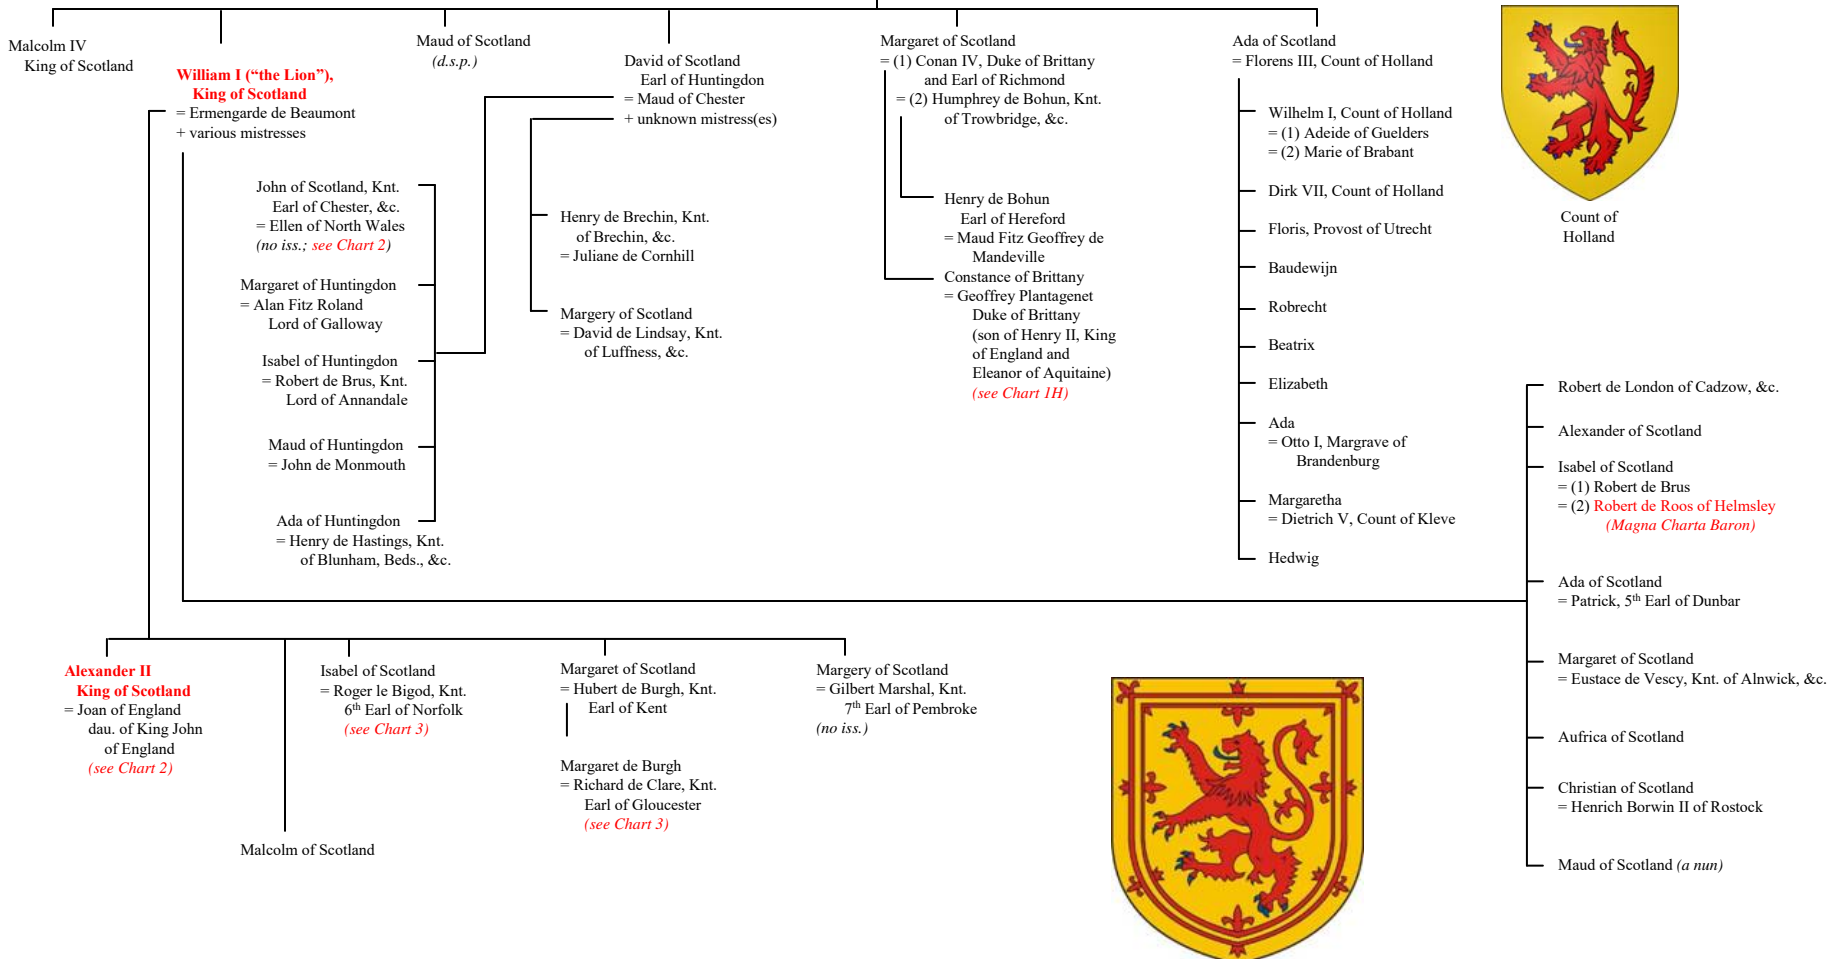 Malcolm IV
King of Scotland
William I (“the Lion”),
King of Scotland
= Ermengarde de Beaumont
+ various mistresses
Maud of Scotland
(d.s.p.)
David of Scotland
Earl of Huntingdon
= Maud of Chester
+ unknown mistress(es)
Margaret of Scotland
= (1) Conan IV, Duke of Brittany
and Earl of Richmond
= (2) Humphrey de Bohun, Knt.
of Trowbridge, &c.
Ada of Scotland
= Florens III, Count of Holland
John of Scotland, Knt.
Earl of Chester, &c.
= Ellen of North Wales
(no iss.; see Chart 2)
Margaret of Huntingdon
= Alan Fitz Roland
Lord of Galloway
Isabel of Huntingdon
= Robert de Brus, Knt.
Lord of Annandale
Maud of Huntingdon
= John de Monmouth
Ada of Huntingdon
= Henry de Hastings, Knt.
of Blunham, Beds., &c.
Henry de Brechin, Knt.
of Brechin, &c.
= Juliane de Cornhill
Margery of Scotland
= David de Lindsay, Knt.
of Luffness, &c.
Henry de Bohun
Earl of Hereford
= Maud Fitz Geoffrey de
Mandeville
Constance of Brittany
= Geoffrey Plantagenet
Duke of Brittany
(son of Henry II, King
of England and
Eleanor of Aquitaine)
(see Chart 1H)
Wilhelm I, Count of Holland
= (1) Adeide of Guelders
= (2) Marie of Brabant
Dirk VII, Count of Holland
Floris, Provost of Utrecht
Baudewijn
Robrecht
Beatrix
Elizabeth
Ada
= Otto I, Margrave of
Brandenburg
Margaretha
= Dietrich V, Count of Kleve
Hedwig
Count of
Holland
Robert de London of Cadzow, &c.
Alexander of Scotland
Isabel of Scotland
= (1) Robert de Brus
= (2) Robert de Roos of Helmsley
(Magna Charta Baron)
Ada of Scotland
= Patrick, 5th Earl of Dunbar
Margaret of Scotland
= Eustace de Vescy, Knt. of Alnwick, &c.
Aufrica of Scotland
Christian of Scotland
= Henrich Borwin II of Rostock
Maud of Scotland (a nun)
Alexander II
King of Scotland
= Joan of England
dau. of King John
of England
(see Chart 2)
Malcolm of Scotland
Isabel of Scotland
= Roger le Bigod, Knt.
6th Earl of Norfolk
(see Chart 3)
Margaret of Scotland
= Hubert de Burgh, Knt.
Earl of Kent
Margaret de Burgh
= Richard de Clare, Knt.
Earl of Gloucester
(see Chart 3)
Margery of Scotland
= Gilbert Marshal, Knt.
7th Earl of Pembroke
(no iss.)